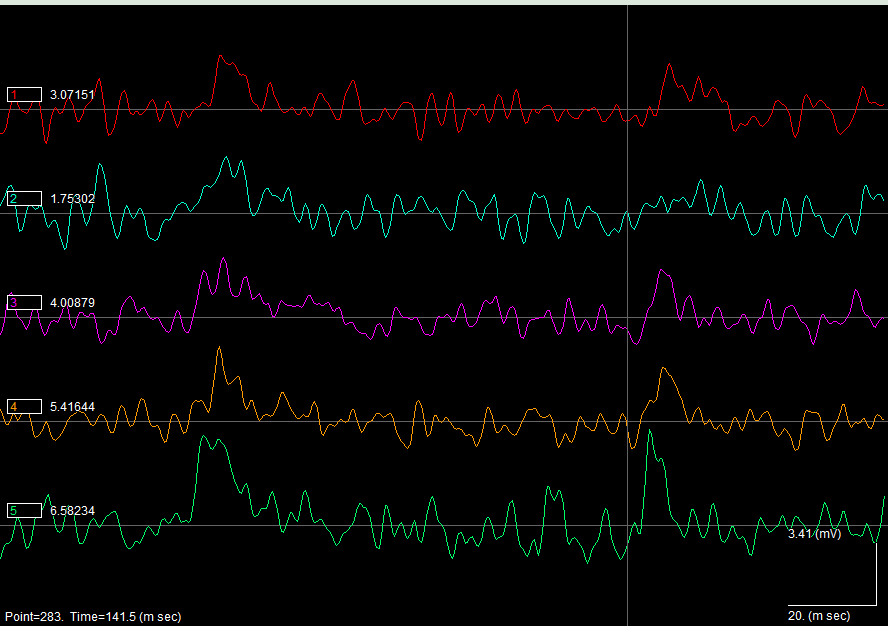 1 3.07151
2 1.75302
3 4.00879
4 5.41644
5 6.58234
3.41 (mV)
20. (m sec)
Point=283. Time=141.5 (m sec)